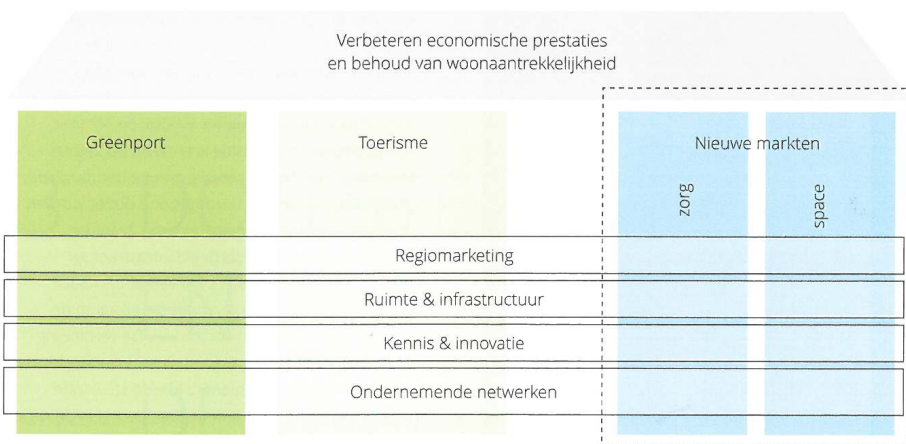 Verbeteren economische prestaties
en behoud van woonaantrekkelijkheid
Greenport
Toerisme
Nieuwe markten
zorg
space
Regiomarketing
Ruimte & infrastructuur
Kennis & innovatie
Ondernemende netwerken